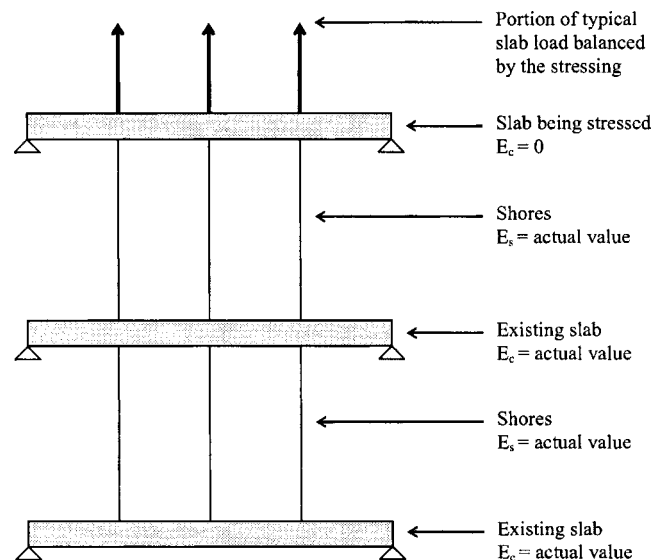 Portion of typical
slab load balanced
by the stressing
Slab being stressed
E_c = 0
Shores
E_s = actual value
Existing slab
E_c = actual value
Shores
E_s = actual value
Existing slab
E_c = actual value